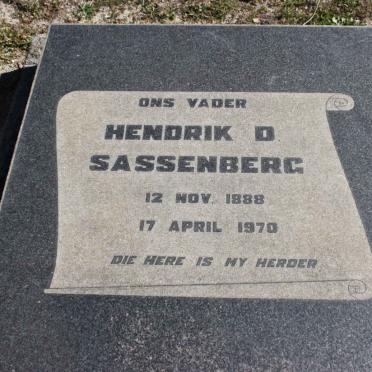 ONS VADER
HENDRIK D.
SASSENBERG
12 NOV. 1888
17 APRIL 1970
DIE HERE IS MY HERDER